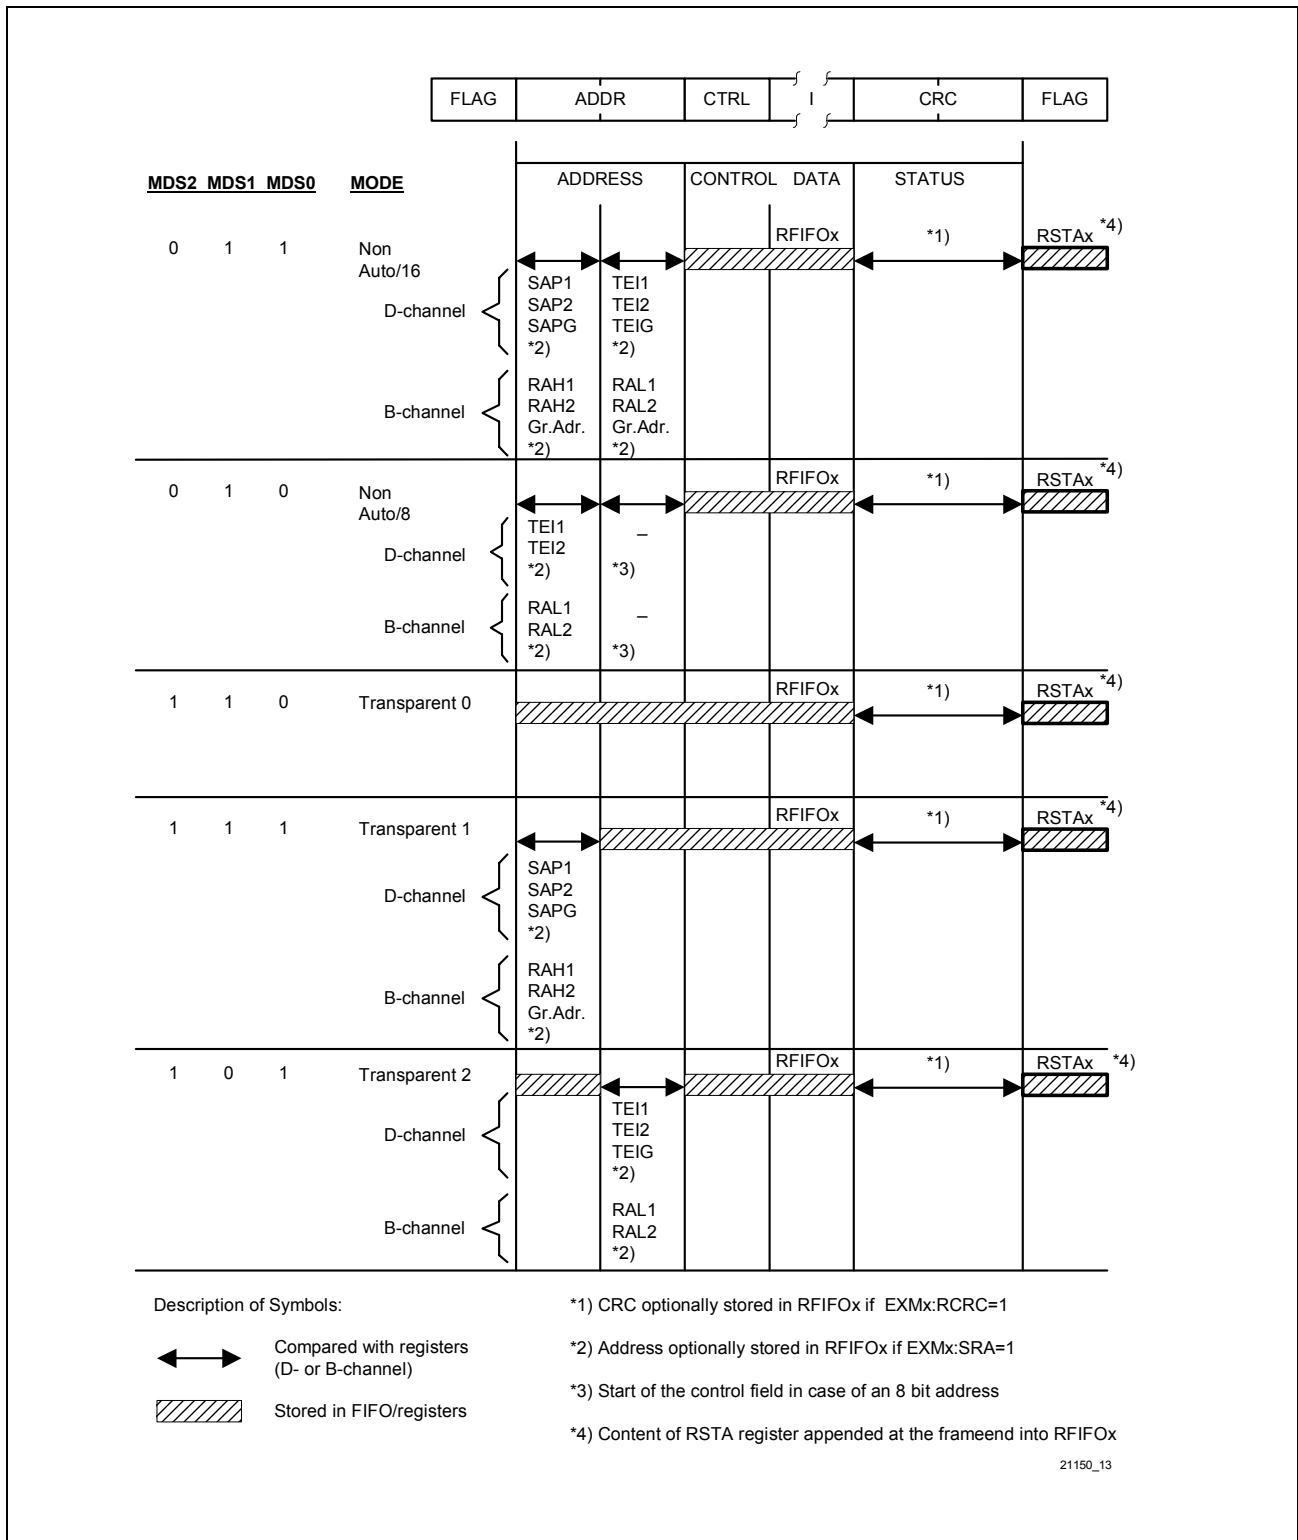 FLAG ADDR CTRL I CRC FLAG
MDS2 MDS1 MDS0 MODE ADDRESS CONTROL DATA STATUS
0 1 1 Non Auto/16 RFIFOx *1) RSTAx *4)
D-channel
SAP1 TEI1
SAP2 TEI2
SAPG TEIG
*2) *2)
B-channel
RAH1 RAL1
RAH2 RAL2
Gr.Adr. Gr.Adr.
*2) *2)
0 1 0 Non Auto/8 RFIFOx *1) RSTAx *4)
D-channel
TEI1 –
TEI2
*2) *3)
B-channel
RAL1 –
RAL2
*2) *3)
1 1 0 Transparent 0 RFIFOx *1) RSTAx *4)
1 1 1 Transparent 1 RFIFOx *1) RSTAx *4)
D-channel
SAP1
SAP2
SAPG
*2)
B-channel
RAH1
RAH2
Gr.Adr.
*2)
1 0 1 Transparent 2 RFIFOx *1) RSTAx *4)
D-channel
TEI1
TEI2
TEIG
*2)
B-channel
RAL1
RAL2
*2)
Description of Symbols:
Compared with registers
(D- or B-channel)
Stored in FIFO/registers
*1) CRC optionally stored in RFIFOx if EXMx:RCRC=1
*2) Address optionally stored in RFIFOx if EXMx:SRA=1
*3) Start of the control field in case of an 8 bit address
*4) Content of RSTA register appended at the frameend into RFIFOx
21150_13